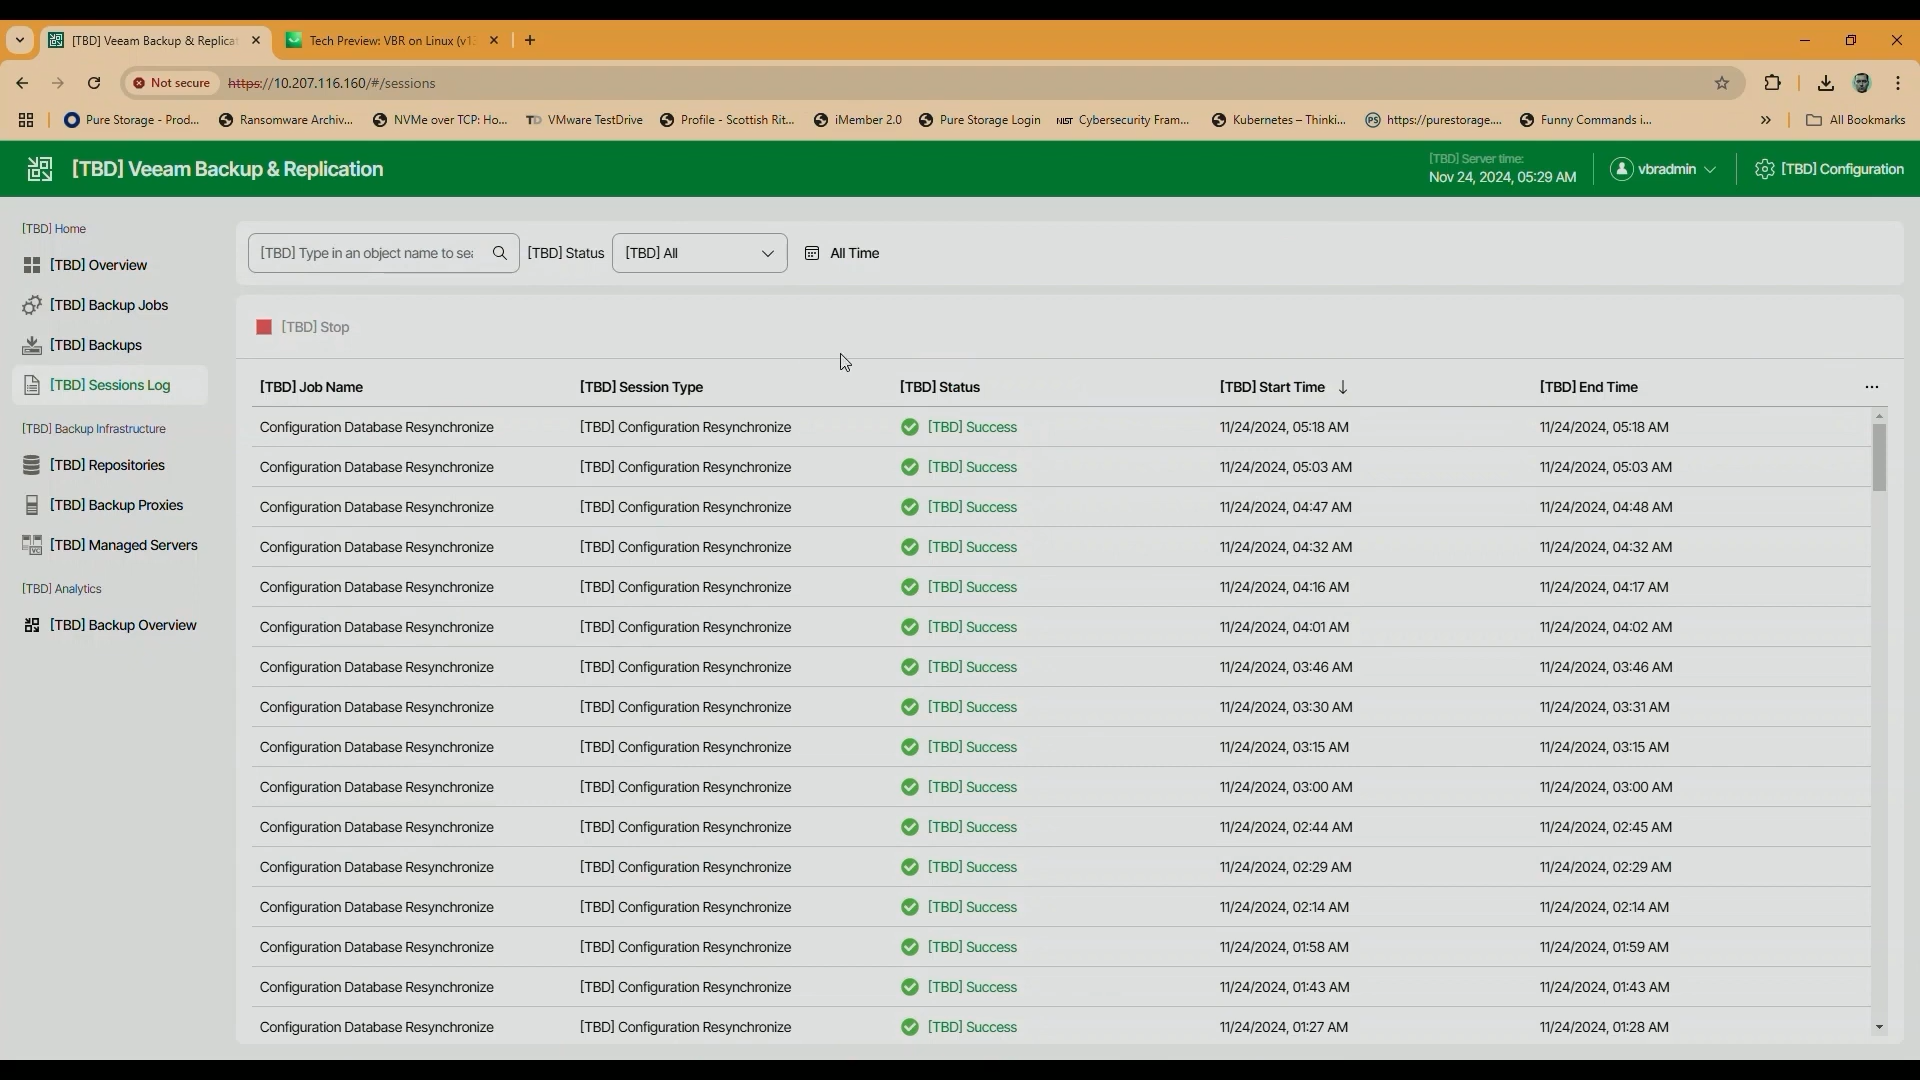 [TBD] Veeam Backup & Replicat
Tech Preview: VBR on Linux (v1
Not secure
https://10.207.116.160/#/sessions
Pure Storage - Prod...
Ransomware Archiv...
NVMe over TCP: Ho...
TD VMware TestDrive
Profile - Scottish Rit...
iMember 2.0
Pure Storage Login
NIST Cybersecurity Fram...
Kubernetes – Thinki...
PS https://purestorage....
Funny Commands i...
All Bookmarks
[TBD] Veeam Backup & Replication
[TBD] Server time:
Nov 24, 2024, 05:29 AM
vbradmin
[TBD] Configuration
[TBD] Home
[TBD] Overview
[TBD] Backup Jobs
[TBD] Backups
[TBD] Sessions Log
[TBD] Backup Infrastructure
[TBD] Repositories
[TBD] Backup Proxies
[TBD] Managed Servers
[TBD] Analytics
[TBD] Backup Overview
[TBD] Type in an object name to sea
[TBD] Status
[TBD] All
All Time
[TBD] Stop
[TBD] Job Name [TBD] Session Type [TBD] Status [TBD] Start Time [TBD] End Time
Configuration Database Resynchronize [TBD] Configuration Resynchronize [TBD] Success 11/24/2024, 05:18 AM 11/24/2024, 05:18 AM
Configuration Database Resynchronize [TBD] Configuration Resynchronize [TBD] Success 11/24/2024, 05:03 AM 11/24/2024, 05:03 AM
Configuration Database Resynchronize [TBD] Configuration Resynchronize [TBD] Success 11/24/2024, 04:47 AM 11/24/2024, 04:48 AM
Configuration Database Resynchronize [TBD] Configuration Resynchronize [TBD] Success 11/24/2024, 04:32 AM 11/24/2024, 04:32 AM
Configuration Database Resynchronize [TBD] Configuration Resynchronize [TBD] Success 11/24/2024, 04:16 AM 11/24/2024, 04:17 AM
Configuration Database Resynchronize [TBD] Configuration Resynchronize [TBD] Success 11/24/2024, 04:01 AM 11/24/2024, 04:02 AM
Configuration Database Resynchronize [TBD] Configuration Resynchronize [TBD] Success 11/24/2024, 03:46 AM 11/24/2024, 03:46 AM
Configuration Database Resynchronize [TBD] Configuration Resynchronize [TBD] Success 11/24/2024, 03:30 AM 11/24/2024, 03:31 AM
Configuration Database Resynchronize [TBD] Configuration Resynchronize [TBD] Success 11/24/2024, 03:15 AM 11/24/2024, 03:15 AM
Configuration Database Resynchronize [TBD] Configuration Resynchronize [TBD] Success 11/24/2024, 03:00 AM 11/24/2024, 03:00 AM
Configuration Database Resynchronize [TBD] Configuration Resynchronize [TBD] Success 11/24/2024, 02:44 AM 11/24/2024, 02:45 AM
Configuration Database Resynchronize [TBD] Configuration Resynchronize [TBD] Success 11/24/2024, 02:29 AM 11/24/2024, 02:29 AM
Configuration Database Resynchronize [TBD] Configuration Resynchronize [TBD] Success 11/24/2024, 02:14 AM 11/24/2024, 02:14 AM
Configuration Database Resynchronize [TBD] Configuration Resynchronize [TBD] Success 11/24/2024, 01:58 AM 11/24/2024, 01:59 AM
Configuration Database Resynchronize [TBD] Configuration Resynchronize [TBD] Success 11/24/2024, 01:43 AM 11/24/2024, 01:43 AM
Configuration Database Resynchronize [TBD] Configuration Resynchronize [TBD] Success 11/24/2024, 01:27 AM 11/24/2024, 01:28 AM